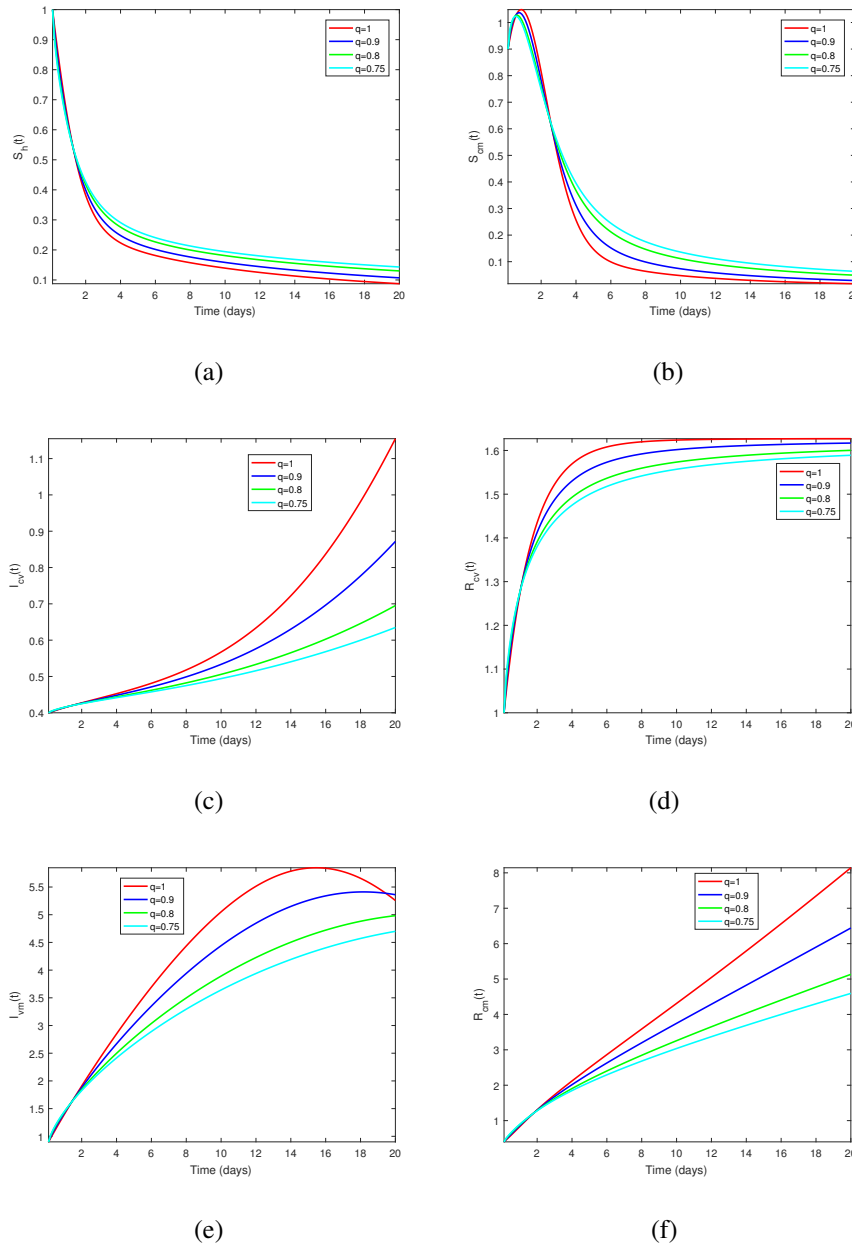 1
0.9
0.8
0.7
0.6
0.5
0.4
0.3
0.2
0.1
S_h(t)
q=1
q=0.9
q=0.8
q=0.75
2 4 6 8 10 12 14 16 18 20
Time (days)
(a)
1
0.9
0.8
0.7
0.6
0.5
0.4
0.3
0.2
0.1
S_cm(t)
q=1
q=0.9
q=0.8
q=0.75
2 4 6 8 10 12 14 16 18 20
Time (days)
(b)
1.1
1
0.9
0.8
0.7
0.6
0.5
0.4
I_cv(t)
q=1
q=0.9
q=0.8
q=0.75
2 4 6 8 10 12 14 16 18 20
Time (days)
(c)
1.6
1.5
1.4
1.3
1.2
1.1
1
R_cv(t)
q=1
q=0.9
q=0.8
q=0.75
2 4 6 8 10 12 14 16 18 20
Time (days)
(d)
5.5
5
4.5
4
3.5
3
2.5
2
1.5
1
I_vm(t)
q=1
q=0.9
q=0.8
q=0.75
2 4 6 8 10 12 14 16 18 20
Time (days)
(e)
8
7
6
5
4
3
2
1
R_cm(t)
q=1
q=0.9
q=0.8
q=0.75
2 4 6 8 10 12 14 16 18 20
Time (days)
(f)